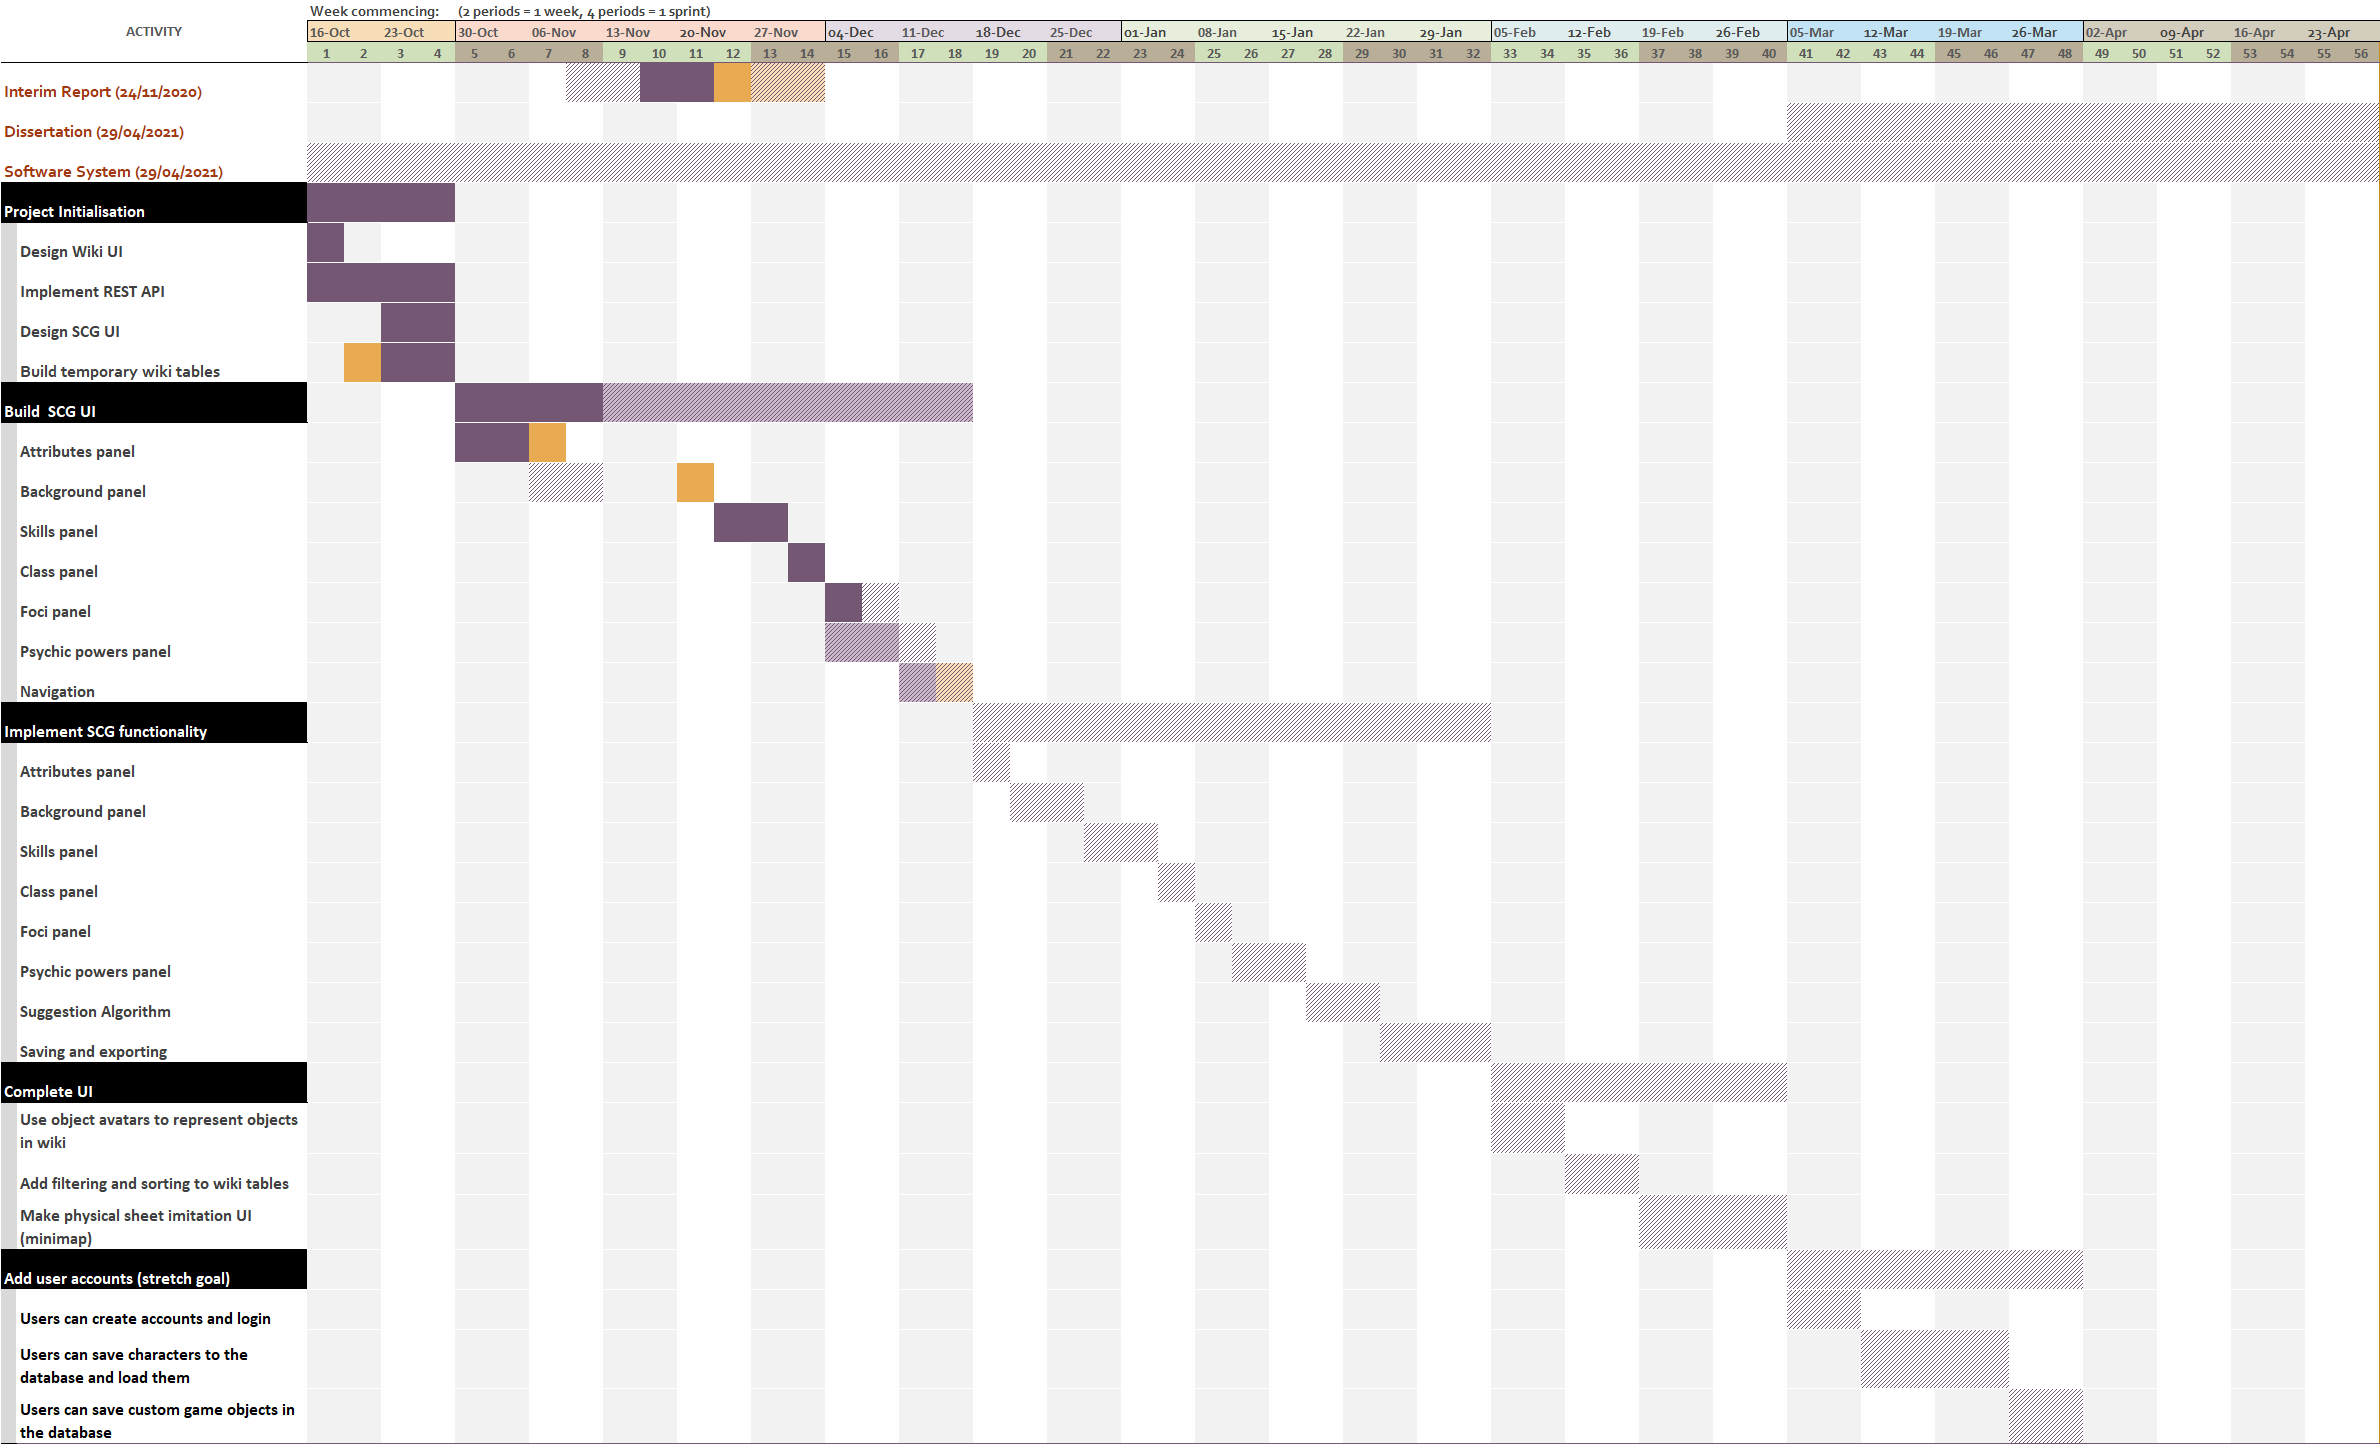 Week commencing: (2 periods = 1 week, 4 periods = 1 sprint)
ACTIVITY 16-Oct 23-Oct 30-Oct 06-Nov 13-Nov 20-Nov 27-Nov 04-Dec 11-Dec 18-Dec 25-Dec 01-Jan 08-Jan 15-Jan 22-Jan 29-Jan 05-Feb 12-Feb 19-Feb 26-Feb 05-Mar 12-Mar 19-Mar 26-Mar 02-Apr 09-Apr 16-Apr 23-Apr
1 2 3 4 5 6 7 8 9 10 11 12 13 14 15 16 17 18 19 20 21 22 23 24 25 26 27 28 29 30 31 32 33 34 35 36 37 38 39 40 41 42 43 44 45 46 47 48 49 50 51 52 53 54 55 56
Interim Report (24/11/2020)
Dissertation (29/04/2021)
Software System (29/04/2021)
Project Initialisation
Design Wiki UI
Implement REST API
Design SCG UI
Build temporary wiki tables
Build SCG UI
Attributes panel
Background panel
Skills panel
Class panel
Foci panel
Psychic powers panel
Navigation
Implement SCG functionality
Attributes panel
Background panel
Skills panel
Class panel
Foci panel
Psychic powers panel
Suggestion Algorithm
Saving and exporting
Complete UI
Use object avatars to represent objects
in wiki
Add filtering and sorting to wiki tables
Make physical sheet imitation UI
(minimap)
Add user accounts (stretch goal)
Users can create accounts and login
Users can save characters to the
database and load them
Users can save custom game objects in
the database